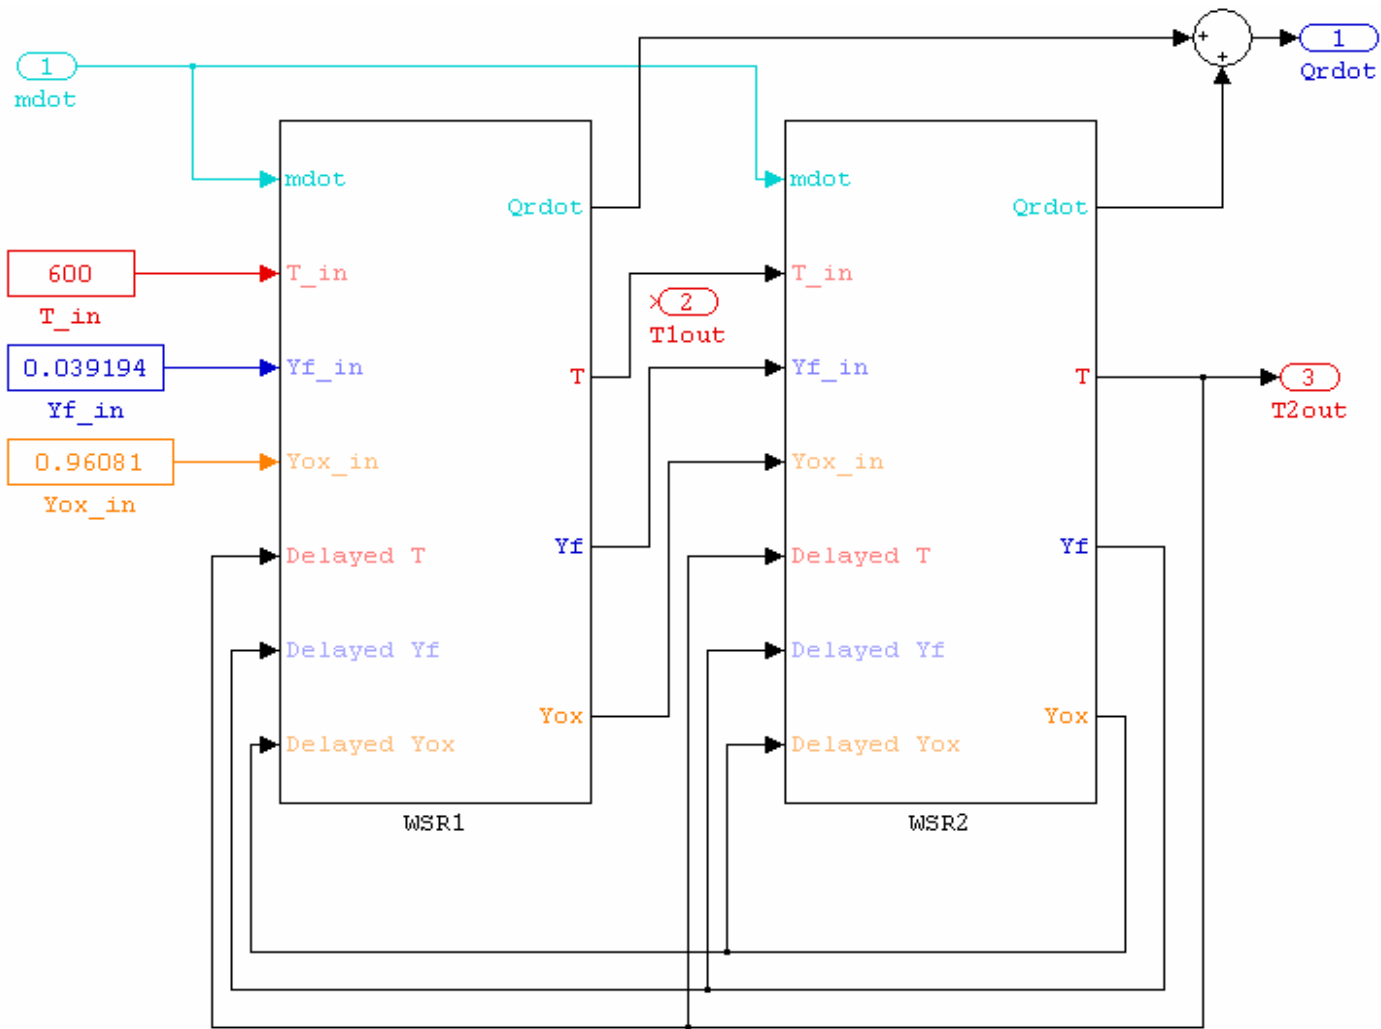 1
mdot
+
+
1
Qrdot
mdot
Qrdot
mdot
Qrdot
600
T_in
T_in
2
T1out
T_in
0.039194
Yf_in
Yf_in
T
Yf_in
T
3
T2out
0.96081
Yox_in
Yox_in
Yox_in
Delayed T
Yf
Delayed T
Yf
Delayed Yf
Delayed Yf
Yox
Yox
Delayed Yox
Delayed Yox
WSR1
WSR2